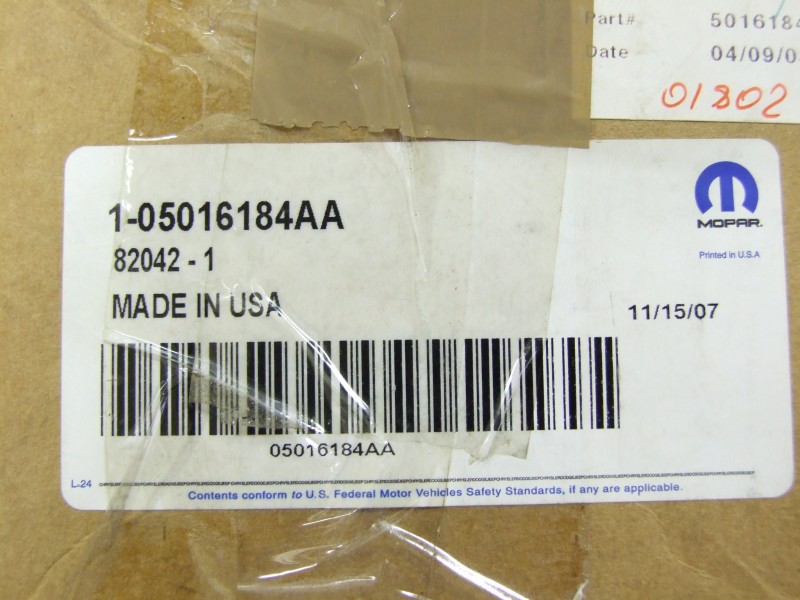 Part# 5016184
Date 04/09/0
01802
1-05016184AA
82042 - 1
MADE IN USA
MOPAR.
Printed in U.S.A
11/15/07
05016184AA
L-24
Contents conform to U.S. Federal Motor Vehicles Safety Standards, if any are applicable.